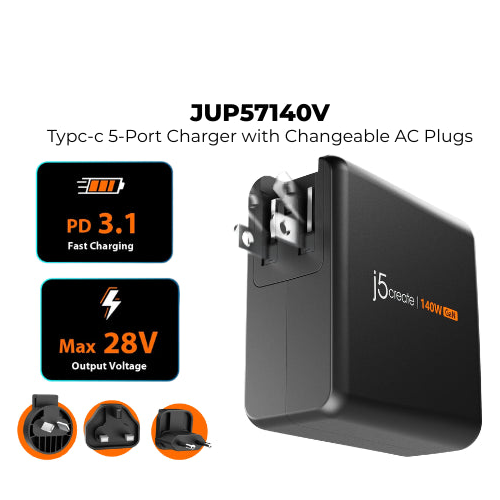 JUP57140V
Typc-c 5-Port Charger with Changeable AC Plugs
PD 3.1
Fast Charging
Max 28V
Output Voltage
j5create | 140W GaN